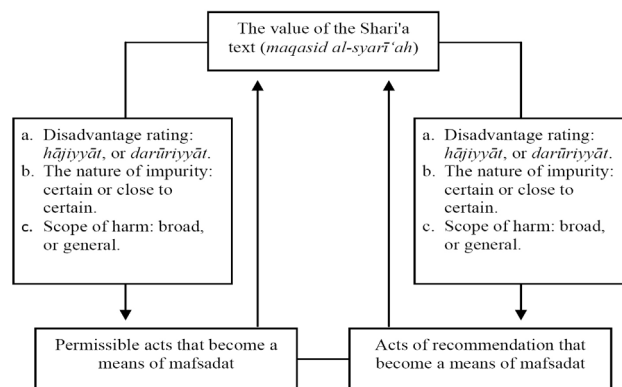 The value of the Shari'a
text (maqasid al-syarī‘ah)
a. Disadvantage rating:
hājiyyāt, or darūriyyāt.
b. The nature of impurity:
certain or close to
certain.
c. Scope of harm: broad,
or general.
a. Disadvantage rating:
hājiyyāt, or darūriyyāt.
b. The nature of impurity:
certain or close to
certain.
c. Scope of harm: broad,
or general.
Permissible acts that become a
means of mafsadat
Acts of recommendation that
become a means of mafsadat